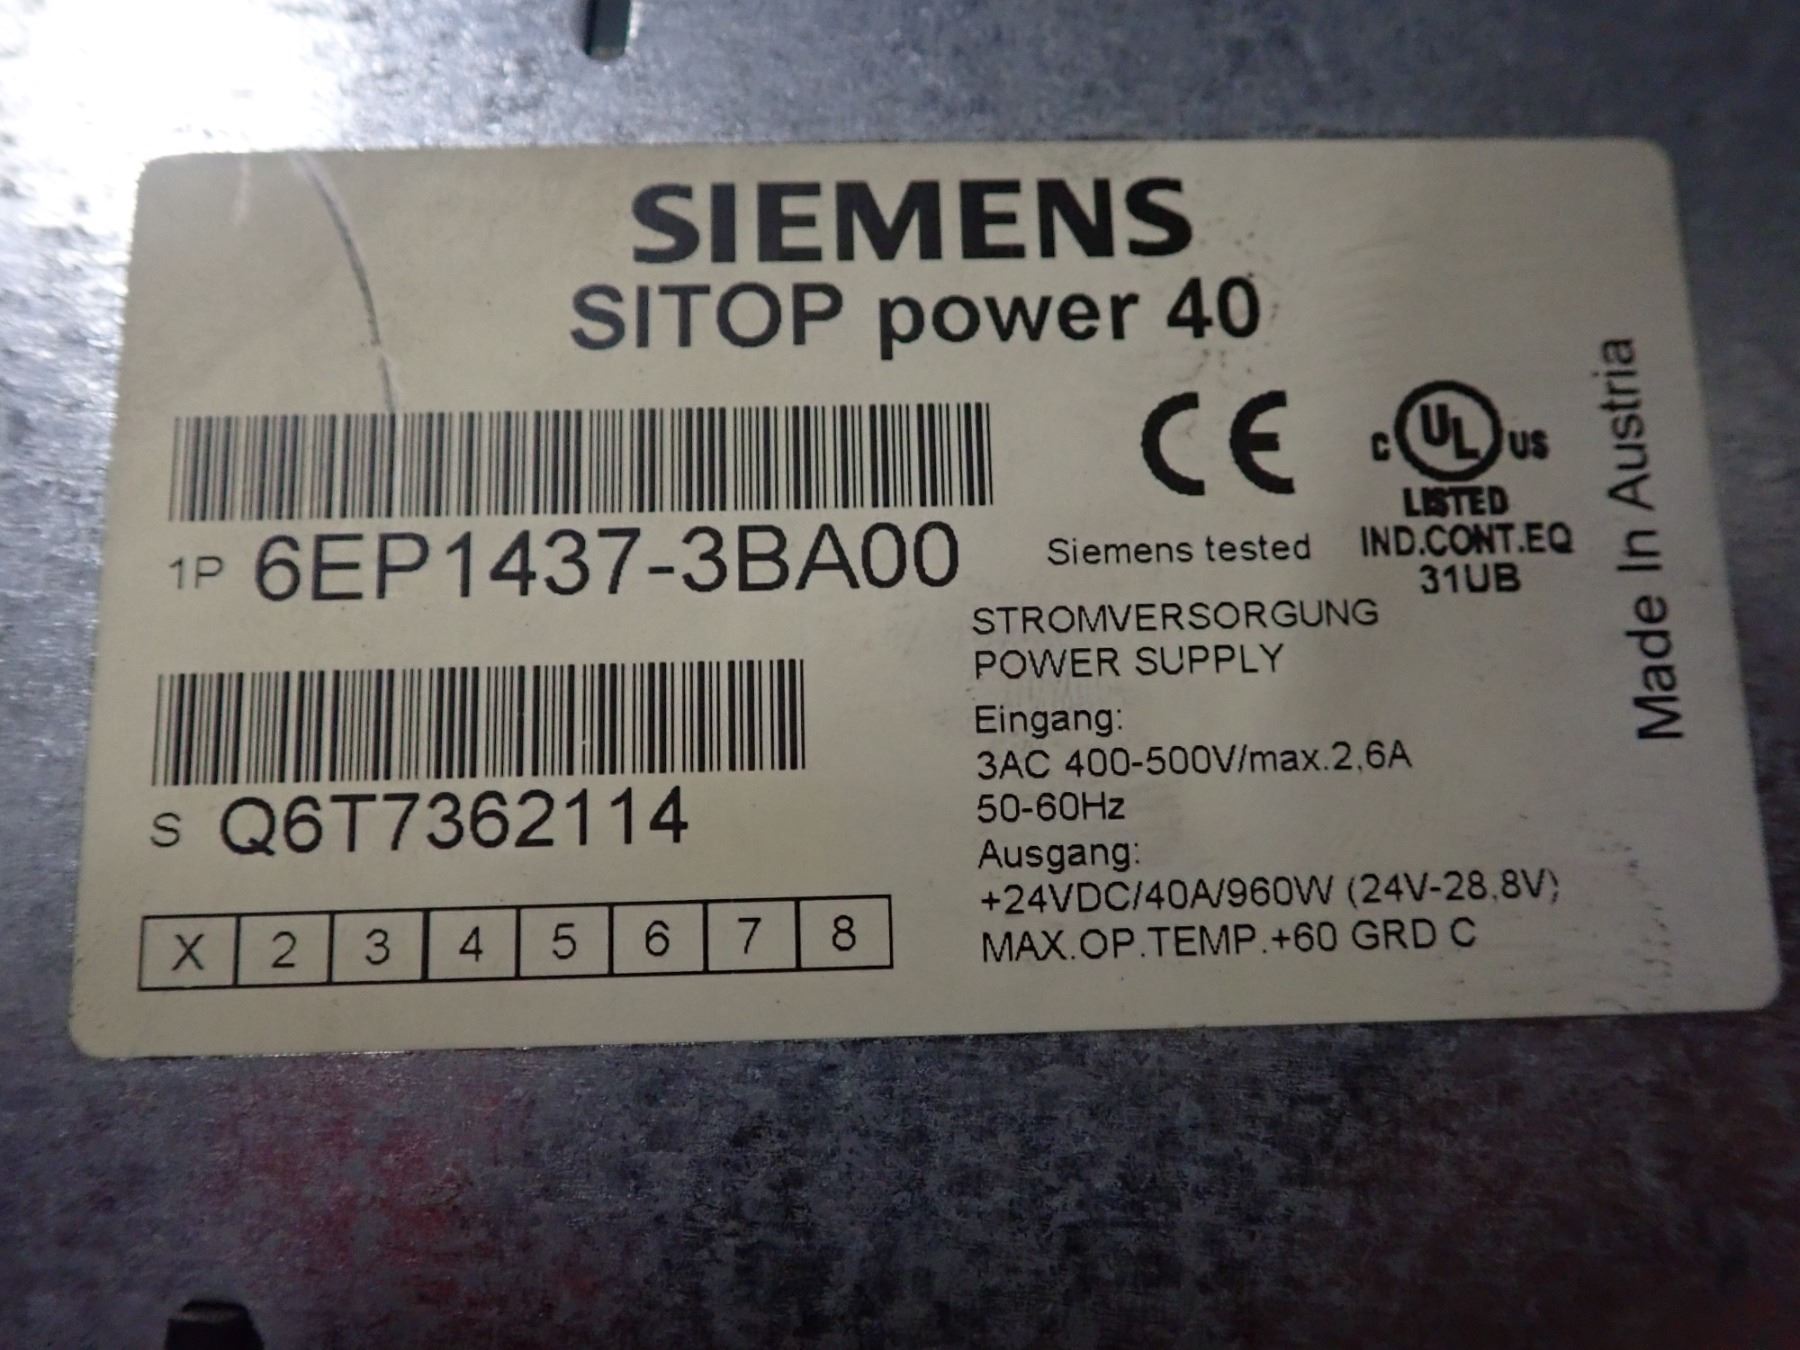 SIEMENS
SITOP power 40
1P 6EP1437-3BA00
S Q6T7362114
X 2 3 4 5 6 7 8
CE
Siemens tested
C UL US
LISTED
IND.CONT.EQ
31UB
STROMVERSORGUNG
POWER SUPPLY
Eingang:
3AC 400-500V/max.2,6A
50-60Hz
Ausgang:
+24VDC/40A/960W (24V-28,8V)
MAX.OP.TEMP.+60 GRD C
Made In Austria